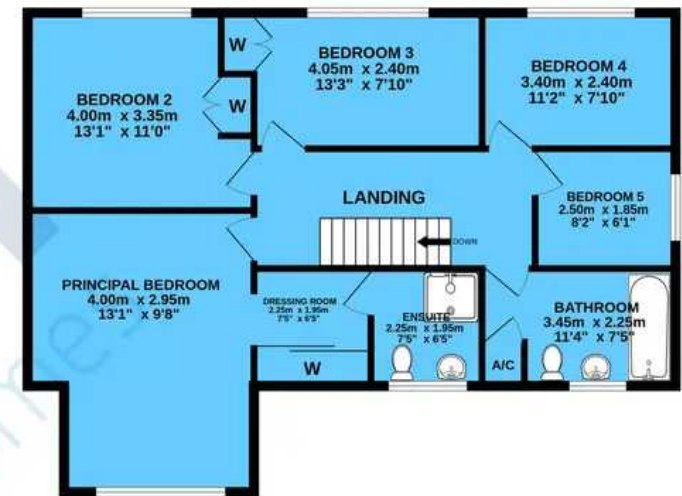 BEDROOM 2
4.00m x 3.35m
13'1" x 11'0"
W
W
BEDROOM 3
4.05m x 2.40m
13'3" x 7'10"
BEDROOM 4
3.40m x 2.40m
11'2" x 7'10"
LANDING
DOWN
BEDROOM 5
2.50m x 1.85m
8'2" x 6'1"
PRINCIPAL BEDROOM
4.00m x 2.95m
13'1" x 9'8"
DRESSING ROOM
2.25m x 1.95m
7'5" x 6'5"
W
ENSUITE
2.25m x 1.95m
7'5" x 6'5"
A/C
BATHROOM
3.45m x 2.25m
11'4" x 7'5"